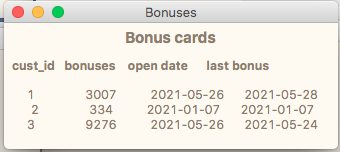 Bonuses
Bonus cards
cust_id bonuses open date last bonus
1 3007 2021-05-26 2021-05-28
2 334 2021-01-07 2021-01-07
3 9276 2021-05-26 2021-05-24